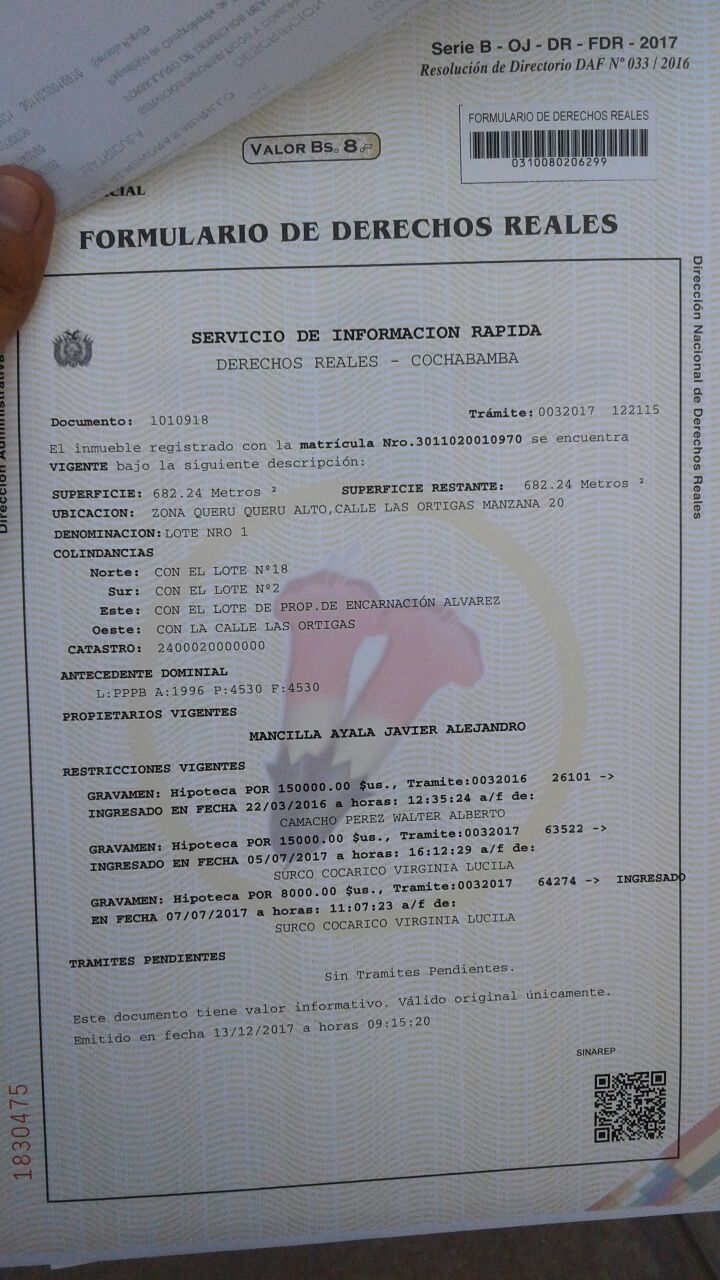 Serie B - OJ - DR - FDR - 2017
Resolución de Directorio DAF Nº 033 / 2016
FORMULARIO DE DERECHOS REALES
0310080206299
VALOR BS. 8
CIAL
FORMULARIO DE DERECHOS REALES
SERVICIO DE INFORMACION RAPIDA
DERECHOS REALES - COCHABAMBA
Documento: 1010918 Trámite: 0032017 122115
El inmueble registrado con la matrícula Nro.3011020010970 se encuentra
VIGENTE bajo la siguiente descripción:
SUPERFICIE: 682.24 Metros ² SUPERFICIE RESTANTE: 682.24 Metros ²
UBICACION: ZONA QUERU QUERU ALTO,CALLE LAS ORTIGAS MANZANA 20
DENOMINACION: LOTE NRO 1
COLINDANCIAS
Norte: CON EL LOTE Nº18
Sur: CON EL LOTE Nº2
Este: CON EL LOTE DE PROP.DE ENCARNACIÓN ALVAREZ
Oeste: CON LA CALLE LAS ORTIGAS
CATASTRO: 2400020000000
ANTECEDENTE DOMINIAL
L:PPPB A:1996 P:4530 F:4530
PROPIETARIOS VIGENTES
MANCILLA AYALA JAVIER ALEJANDRO
RESTRICCIONES VIGENTES
GRAVAMEN: Hipoteca POR 150000.00 $us., Tramite:0032016 26101 ->
INGRESADO EN FECHA 22/03/2016 a horas: 12:35:24 a/f de:
CAMACHO PEREZ WALTER ALBERTO
GRAVAMEN: Hipoteca POR 15000.00 $us., Tramite:0032017 63522 ->
INGRESADO EN FECHA 05/07/2017 a horas: 16:12:29 a/f de:
SURCO COCARICO VIRGINIA LUCILA
GRAVAMEN: Hipoteca POR 8000.00 $us., Tramite:0032017 64274 -> INGRESADO
EN FECHA 07/07/2017 a horas: 11:07:23 a/f de:
SURCO COCARICO VIRGINIA LUCILA
TRAMITES PENDIENTES
Sin Tramites Pendientes.
Este documento tiene valor informativo. Válido original únicamente.
Emitido en fecha 13/12/2017 a horas 09:15:20
SINAREP
1830475
Dirección Nacional de Derechos Reales
Dirección Administrativa